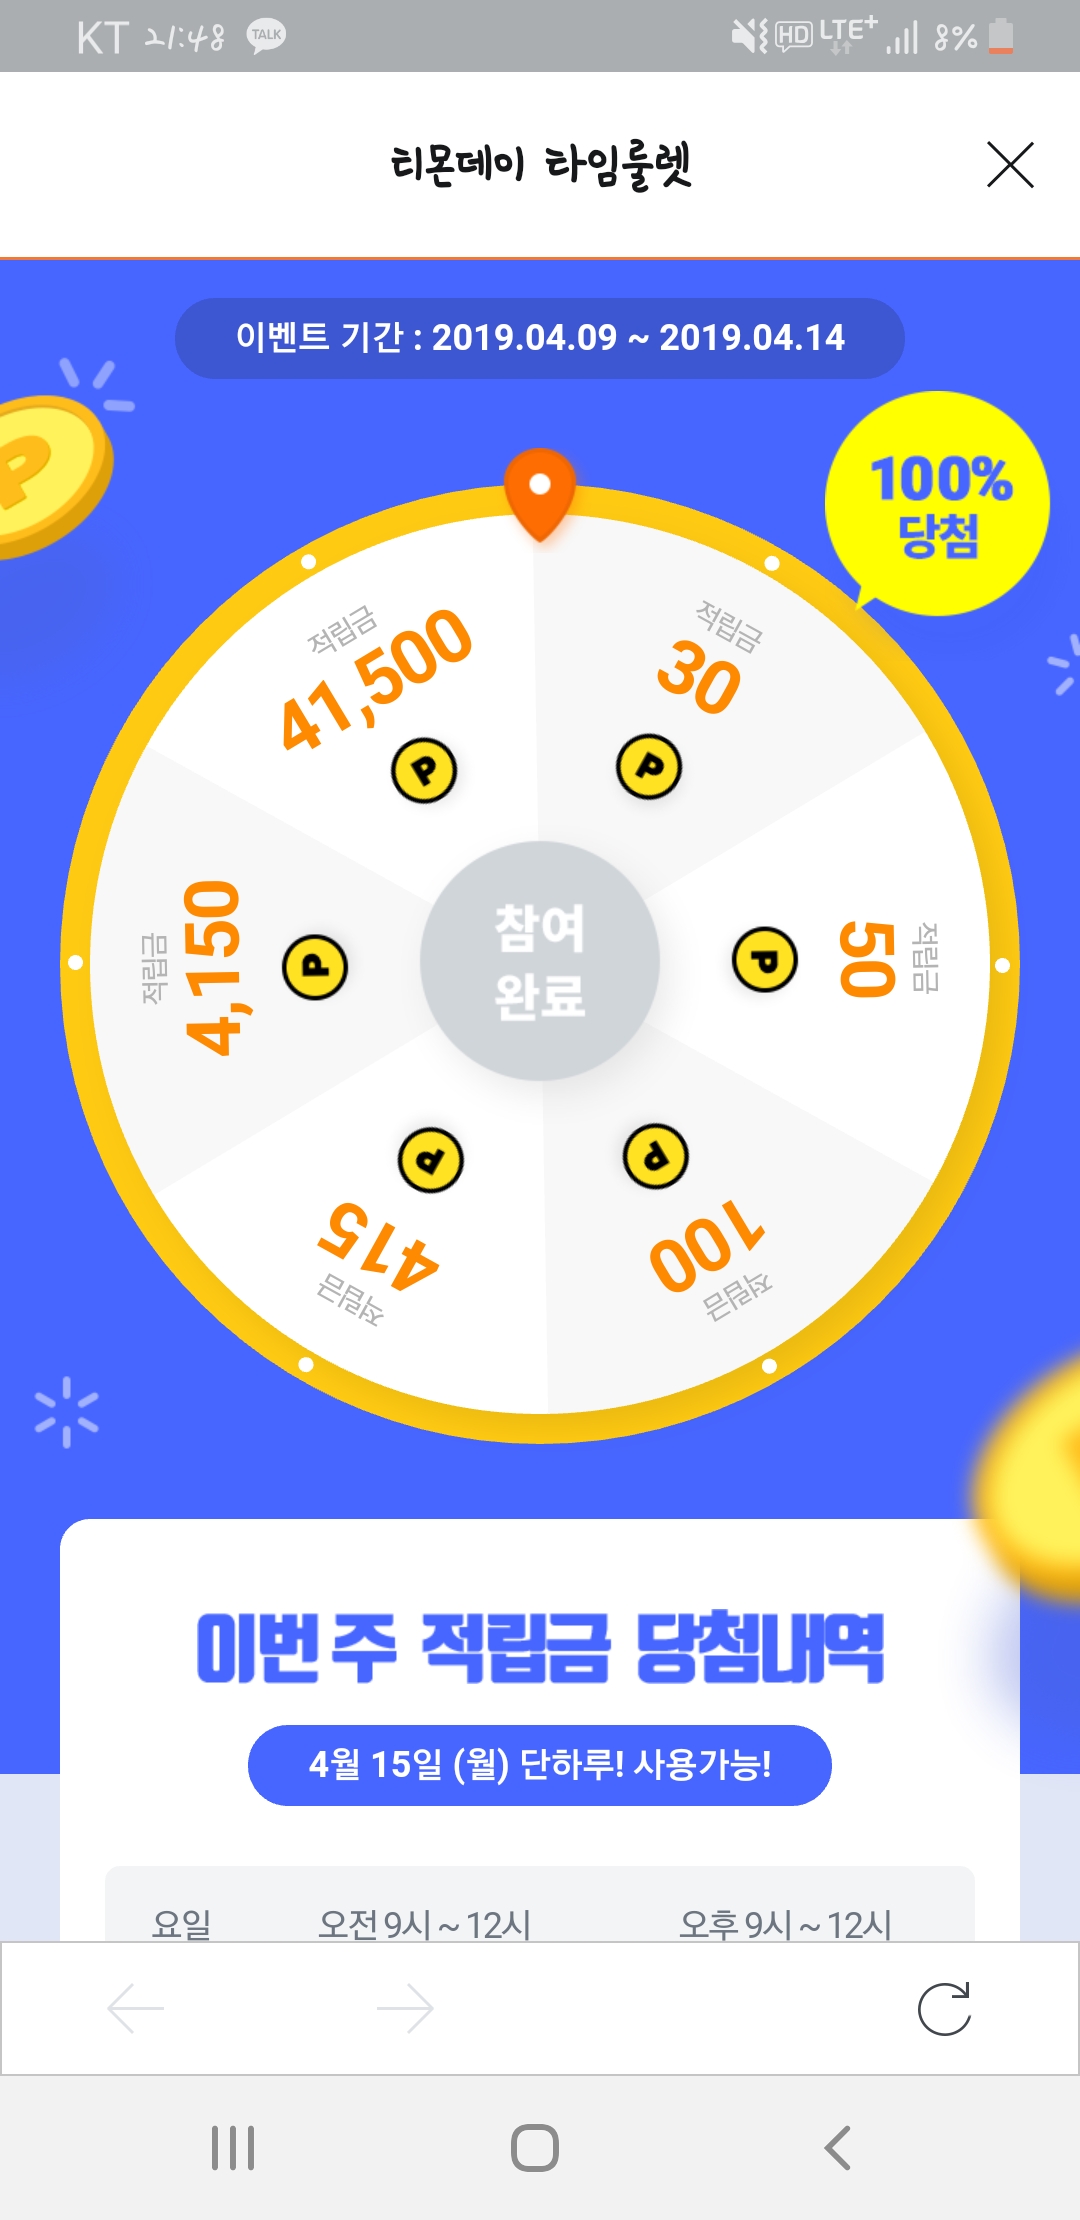 KT 21:48 TALK HD LTE+ 8%
티몬데이 타임룰렛
이벤트 기간 : 2019.04.09 ~ 2019.04.14
P
100%
당첨
적립금
41,500
P
적립금
30
P
적립금
4,150
P
참여
완료
P
50
적립금
P
415
적립금
P
100
적립금
이번 주 적립금 당첨내역
4월 15일 (월) 단하루! 사용가능!
요일 오전 9시 ~ 12시 오후 9시 ~ 12시